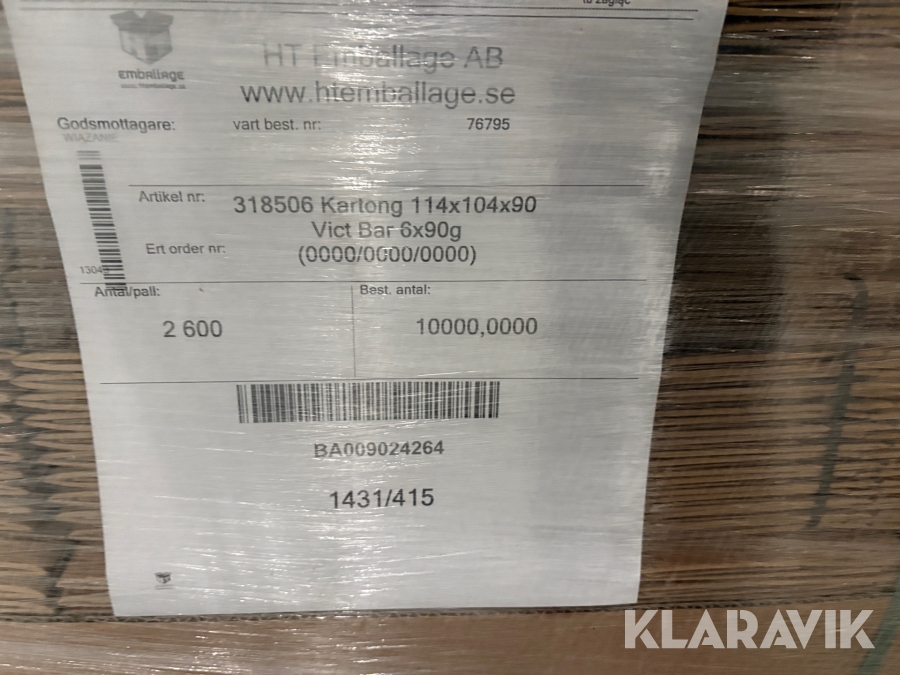 EMBALLAGE
HT Emballage AB
www.htemballage.se
Godsmottagare:
vart best. nr:
76795
WIĄZANIE
Artikel nr:
318506 Kartong 114x104x90
Vict Bar 6x90g
Ert order nr:
(0000/0000/0000)
Antal/pall:
Best. antal:
2 600
10000,0000
BA009024264
1431/415
KLARAVIK